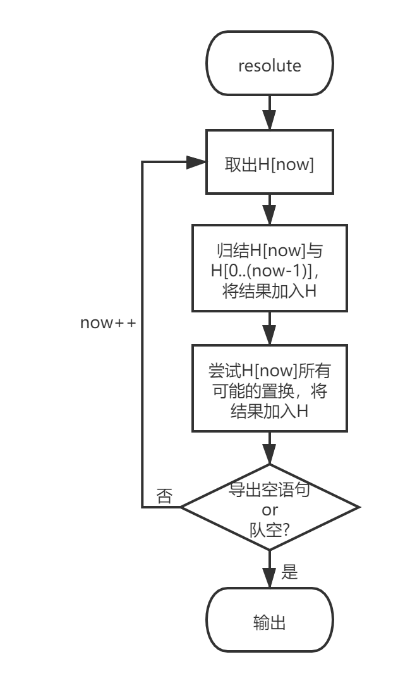 resolute
取出H[now]
归结H[now]与
H[0..(now-1)],
将结果加入H
now++
尝试H[now]所有
可能的置换，将
结果加入H
导出空语句
or
队空?
否
是
输出